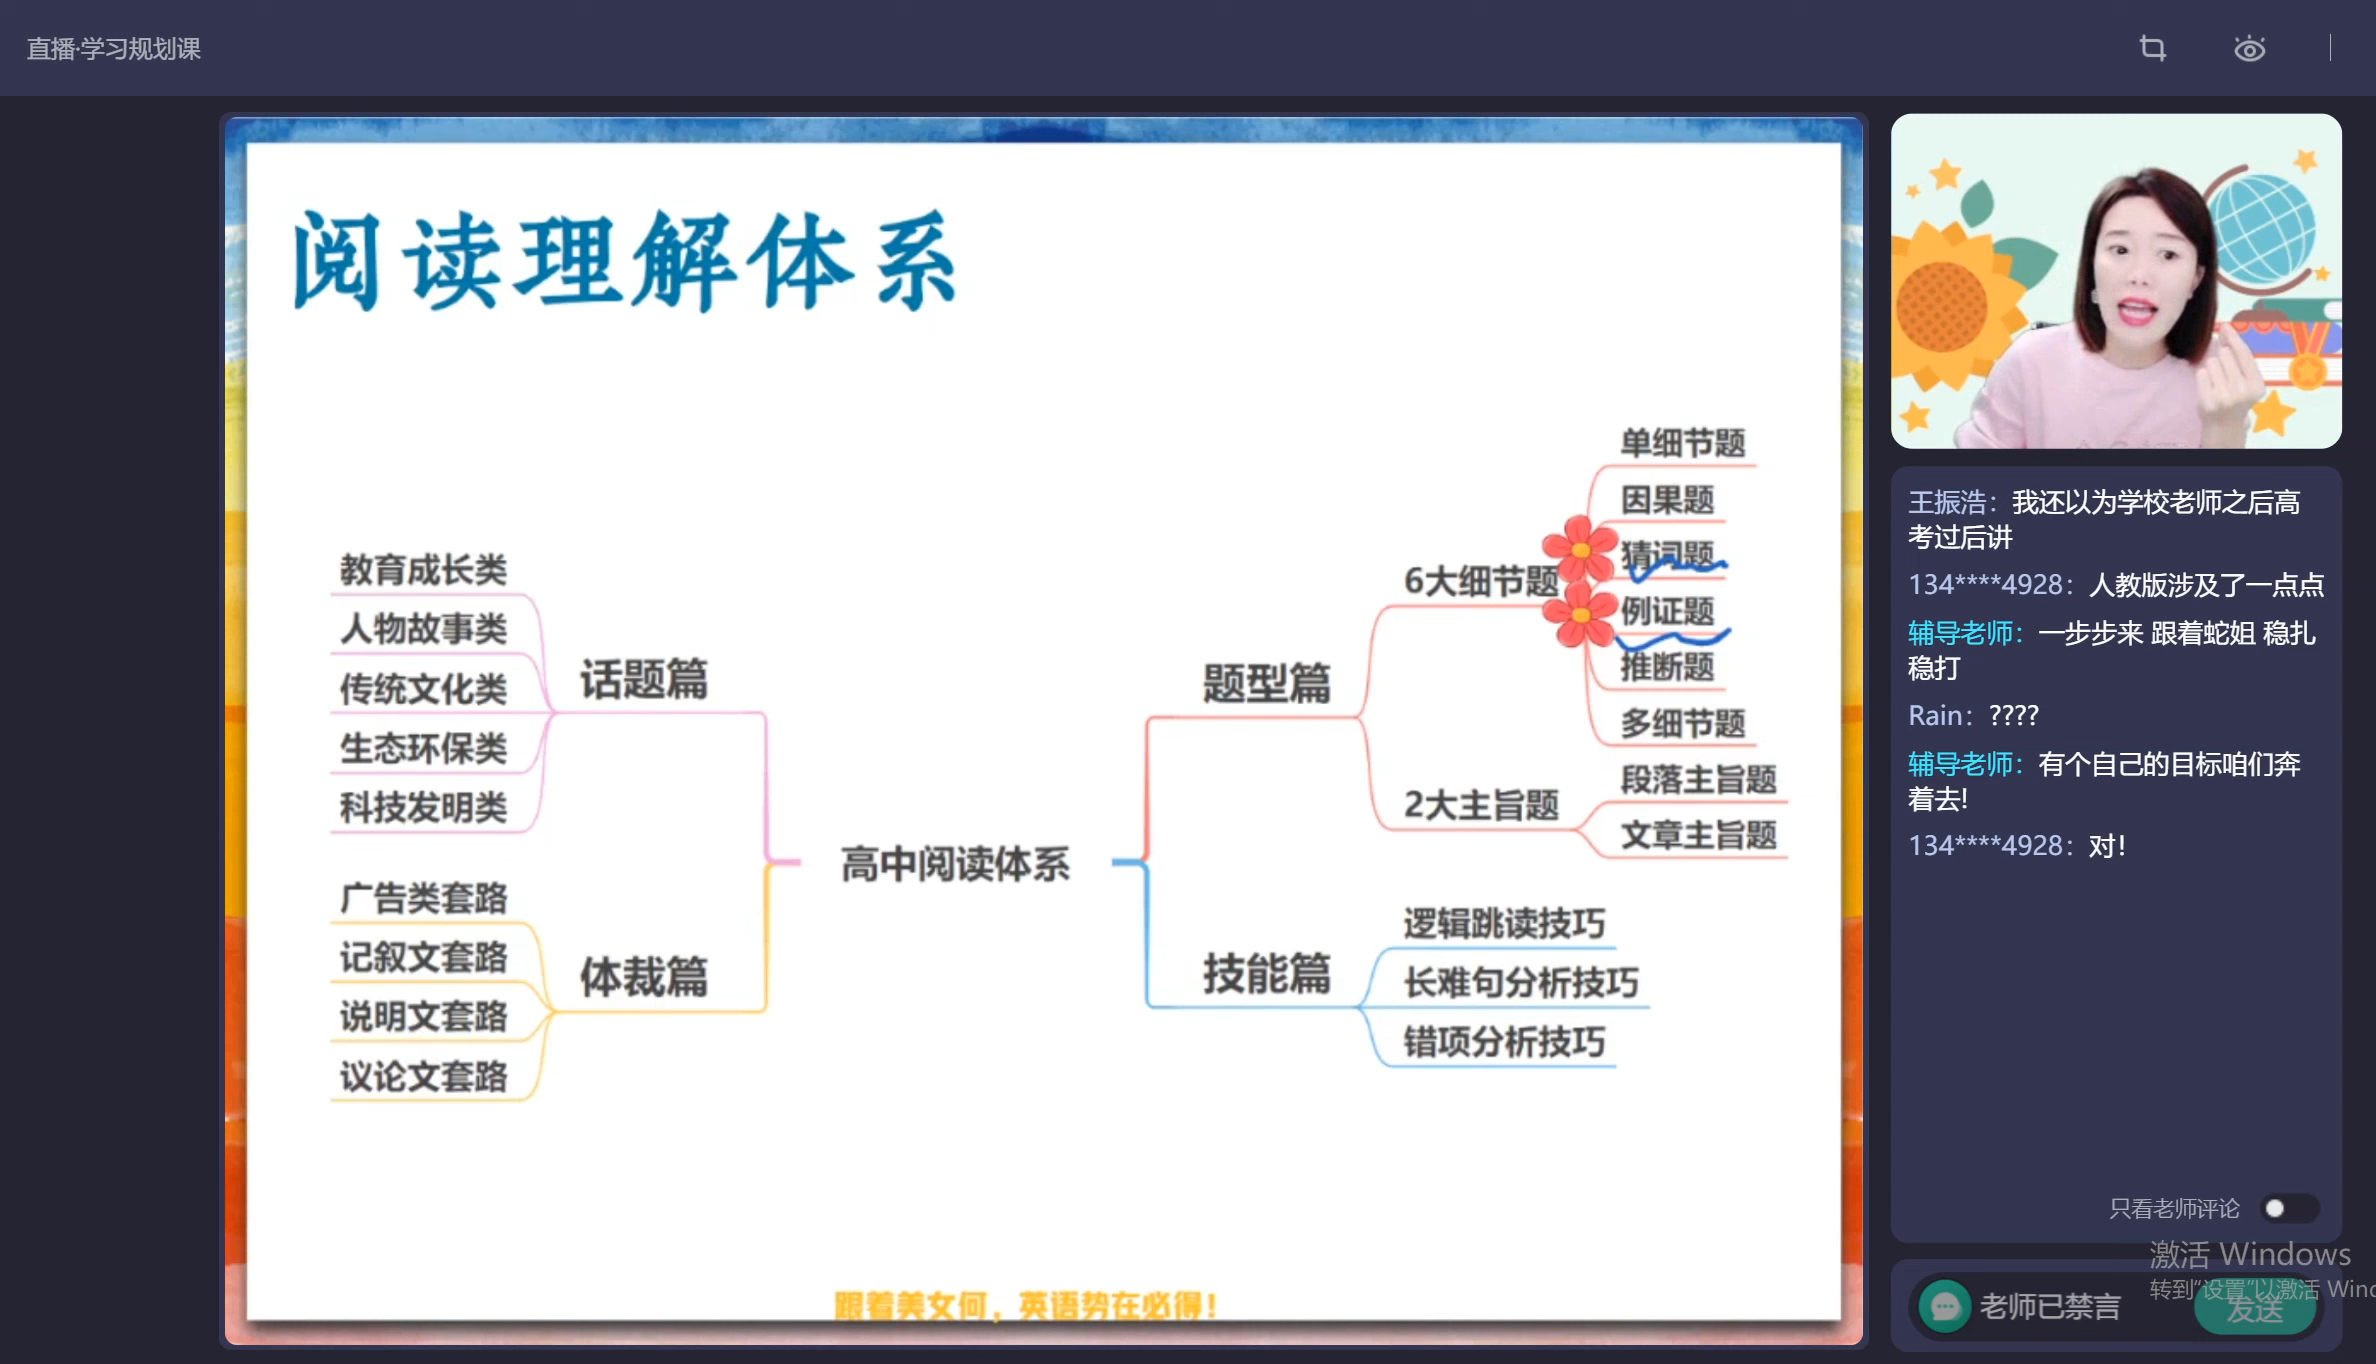 直播·学习规划课
阅读理解体系
教育成长类
人物故事类
传统文化类
生态环保类
科技发明类
话题篇
广告类套路
记叙文套路
说明文套路
议论文套路
体裁篇
高中阅读体系
题型篇
6大细节题
单细节题
因果题
猜词题
例证题
推断题
多细节题
2大主旨题
段落主旨题
文章主旨题
技能篇
逻辑跳读技巧
长难句分析技巧
错项分析技巧
跟着美女何，英语势在必得！
王振浩：我还以为学校老师之后高
考过后讲
134****4928：人教版涉及了一点点
辅导老师：一步步来 跟着蛇姐 稳扎
稳打
Rain：????
辅导老师：有个自己的目标咱们奔
着去!
134****4928：对!
只看老师评论
激活 Windows
转到“设置”以激活 Winc
老师已禁言
发送